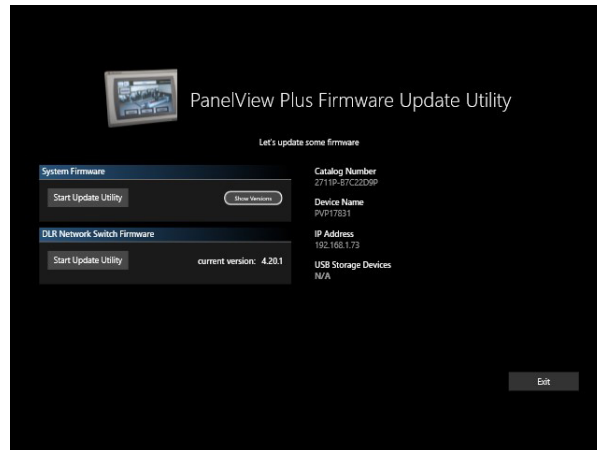 PanelView Plus Firmware Update Utility
Let's update some firmware
System Firmware
Start Update Utility
Show Versions
DLR Network Switch Firmware
Start Update Utility
current version: 4.20.1
Catalog Number
2711P-B7C22D9P
Device Name
PVP17831
IP Address
192.168.1.73
USB Storage Devices
N/A
Exit